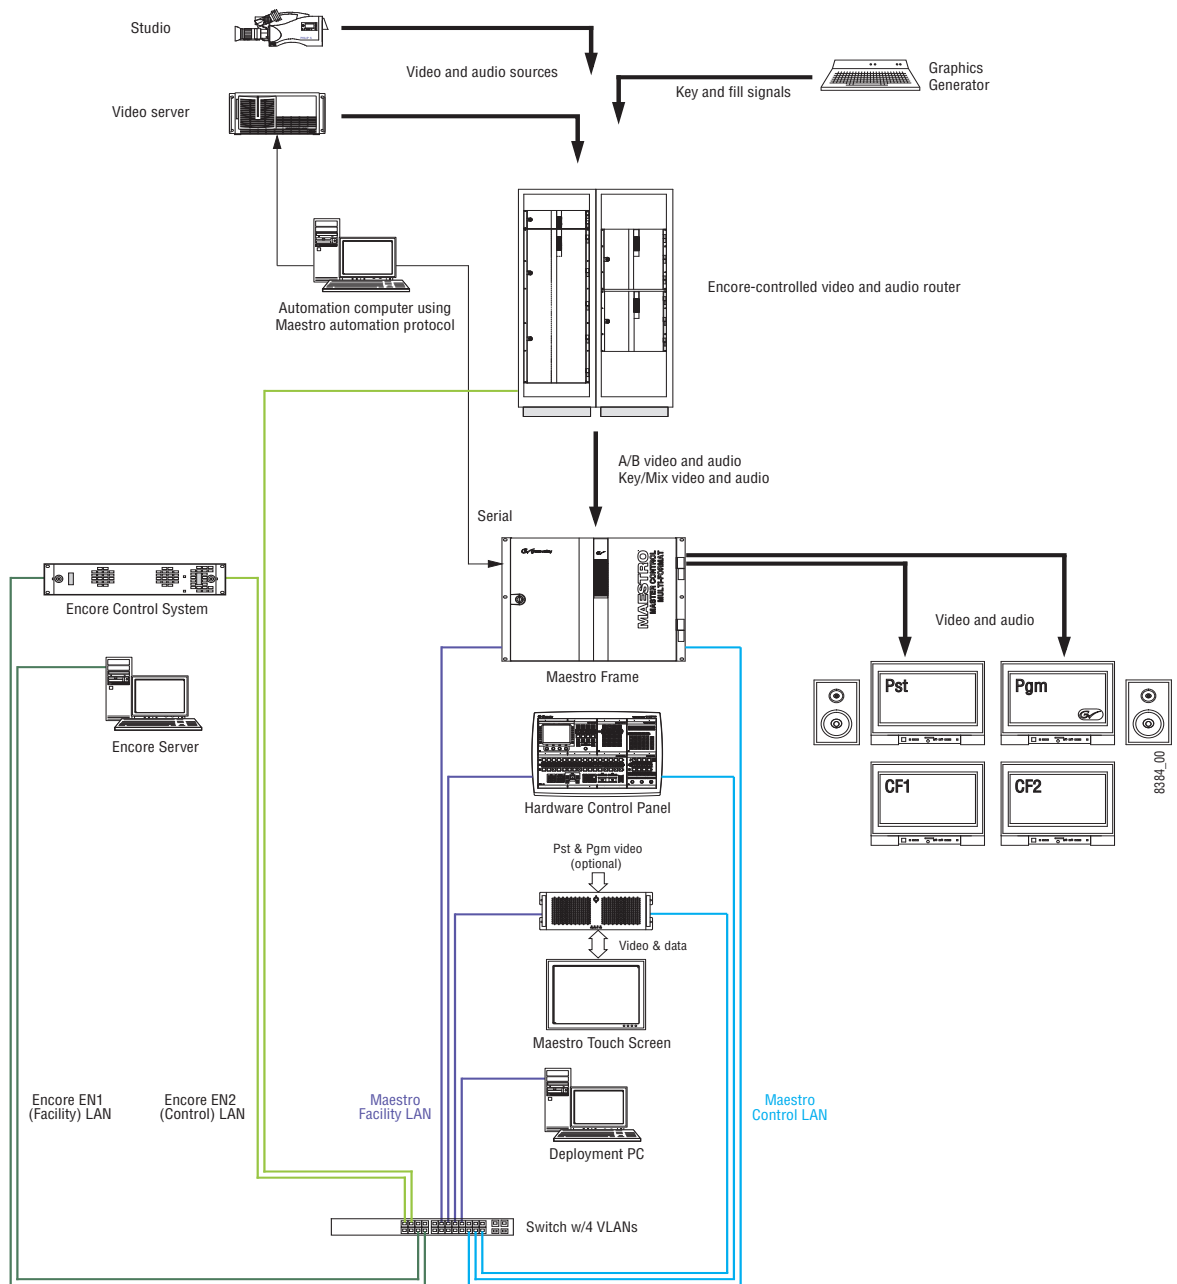 Studio
Video and audio sources
Graphics
Generator
Key and fill signals
Video server
Encore-controlled video and audio router
Automation computer using
Maestro automation protocol
A/B video and audio
Key/Mix video and audio
Serial
MAESTRO
MASTER CONTROL
MULTI-FORMAT
Encore Control System
Video and audio
Maestro Frame
Pst
Pgm
Encore Server
8384_00
CF1
CF2
Hardware Control Panel
Pst & Pgm video
(optional)
Video & data
Maestro Touch Screen
Encore EN1
(Facility) LAN
Encore EN2
(Control) LAN
Maestro
Facility LAN
Maestro
Control LAN
Deployment PC
Switch w/4 VLANs